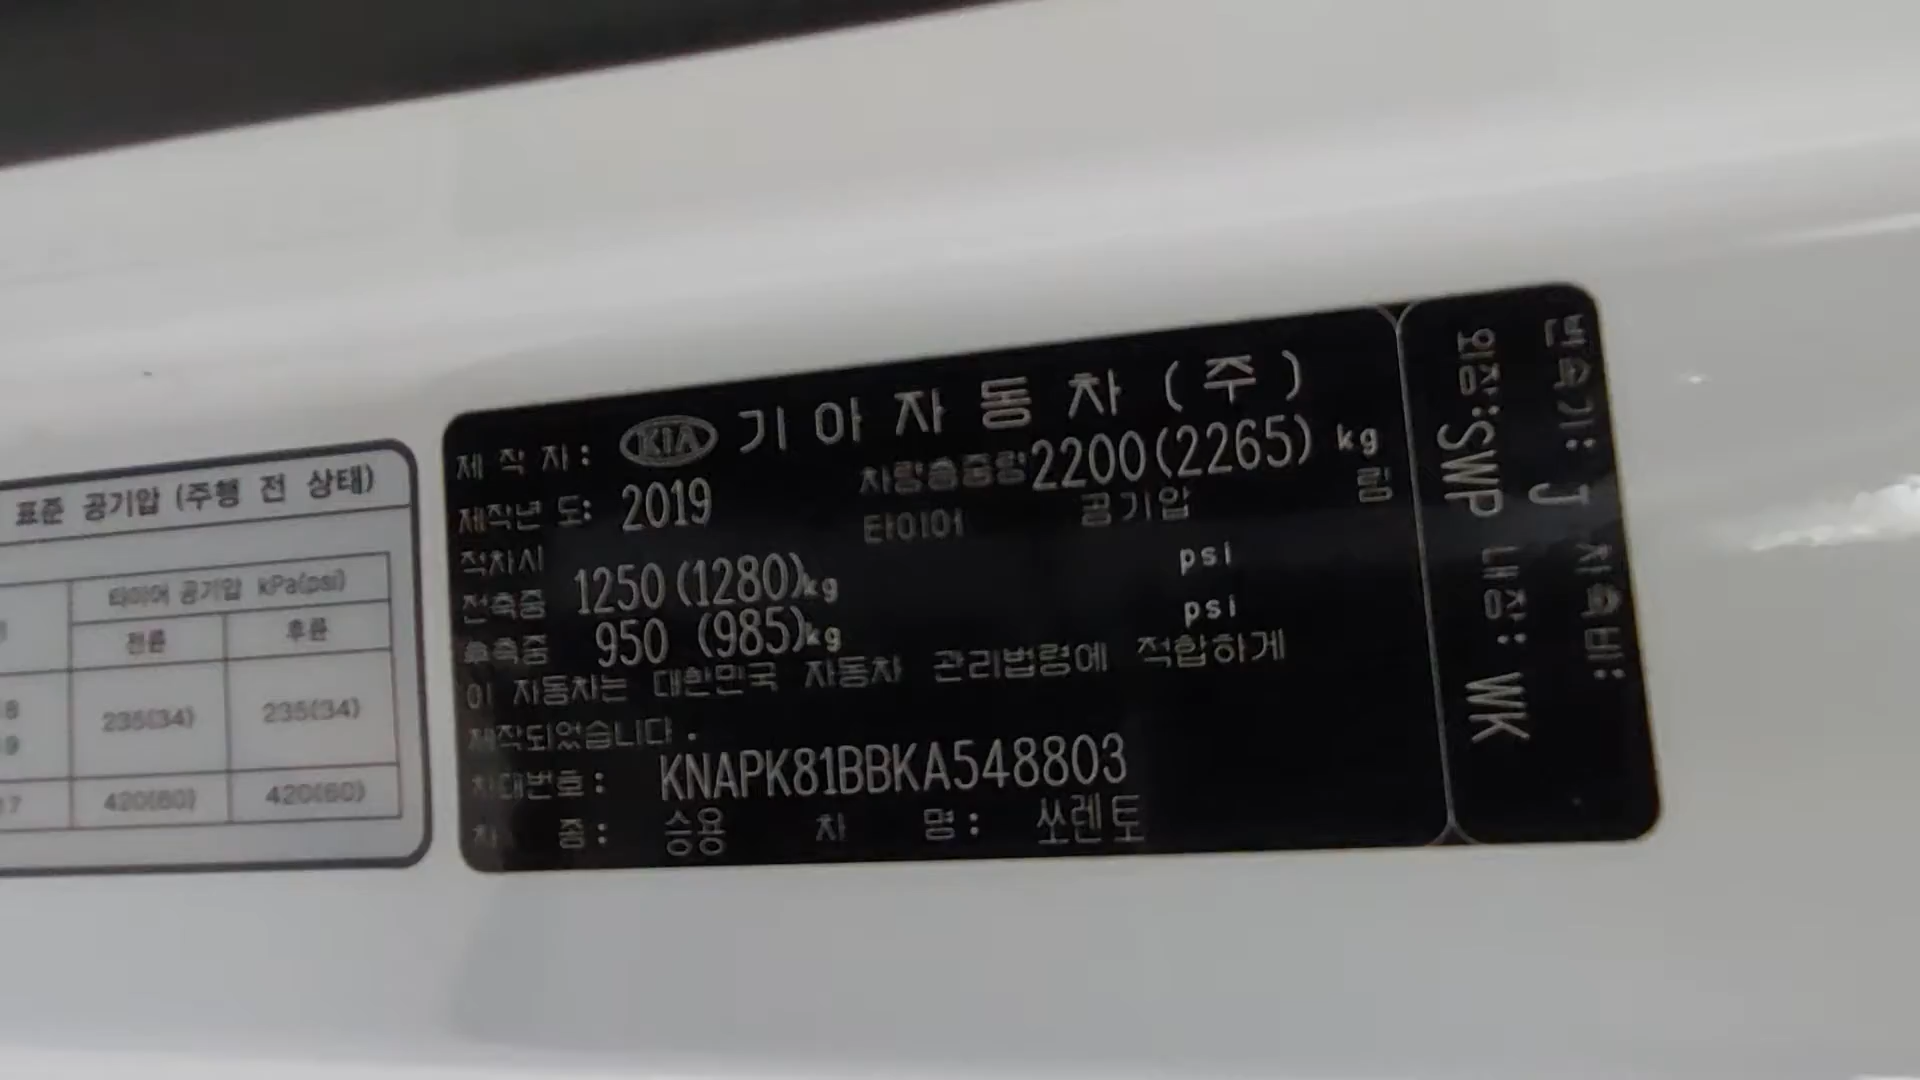 표준 공기압 (주행 전 상태)
타이어 공기압 kPa(psi)
전륜 후륜
8
9
235(34) 235(34)
7 420(60) 420(60)
제 작 자: KIA 기아자동차(주)
제작년도: 2019 차량총중량 2200(2265) kg
타이어 공기압 림
적차시
전축중 1250(1280)kg psi
후축중 950 (985)kg psi
이 자동차는 대한민국 자동차 관리법령에 적합하게
제작되었습니다.
차대번호: KNAPK81BBKA548803
차 종: 승용 차 명: 쏘렌토
변속기: J 차축비:
외장:SWP 내장: WK